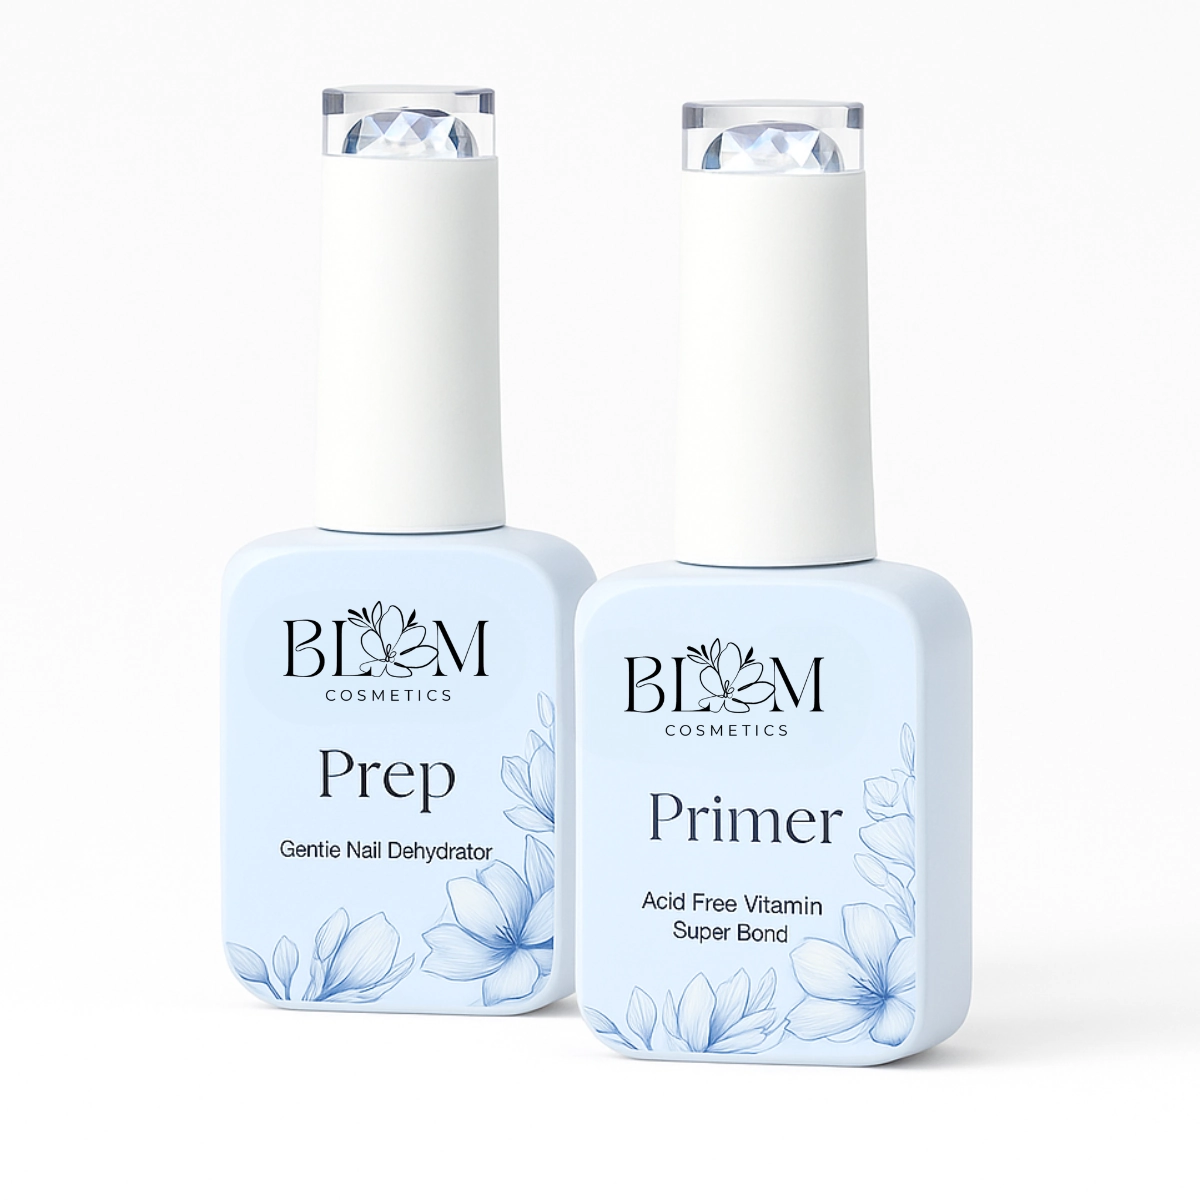 BLOOM
COSMETICS
Prep
Gentie Nail Dehydrator
BLOOM
COSMETICS
Primer
Acid Free Vitamin
Super Bond